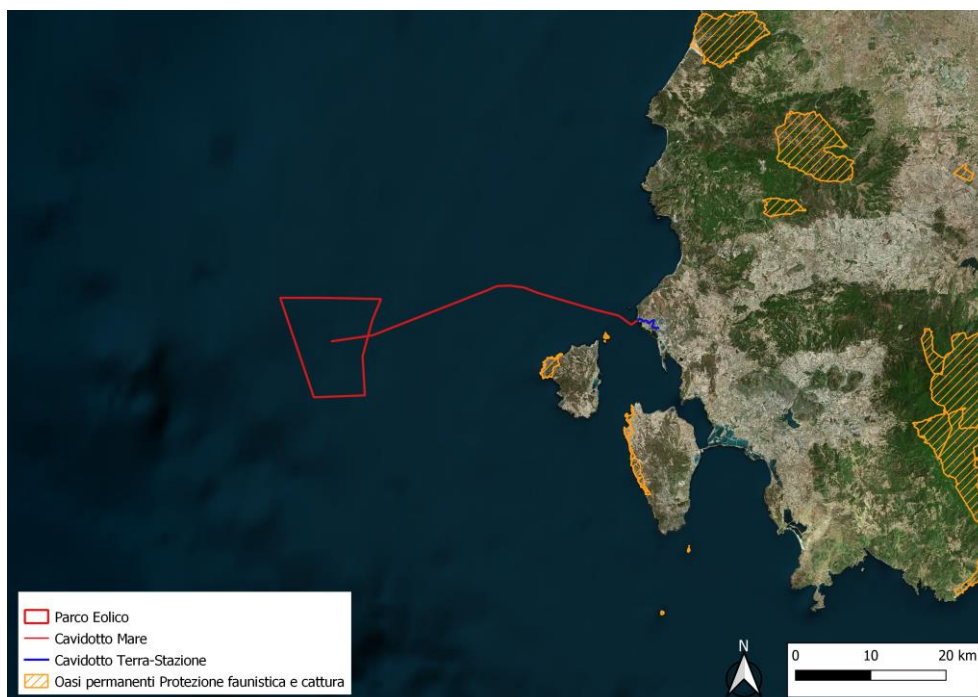 Parco Eolico
Cavidotto Mare
Cavidotto Terra-Stazione
Oasi permanenti Protezione faunistica e cattura
N
0 10 20 km